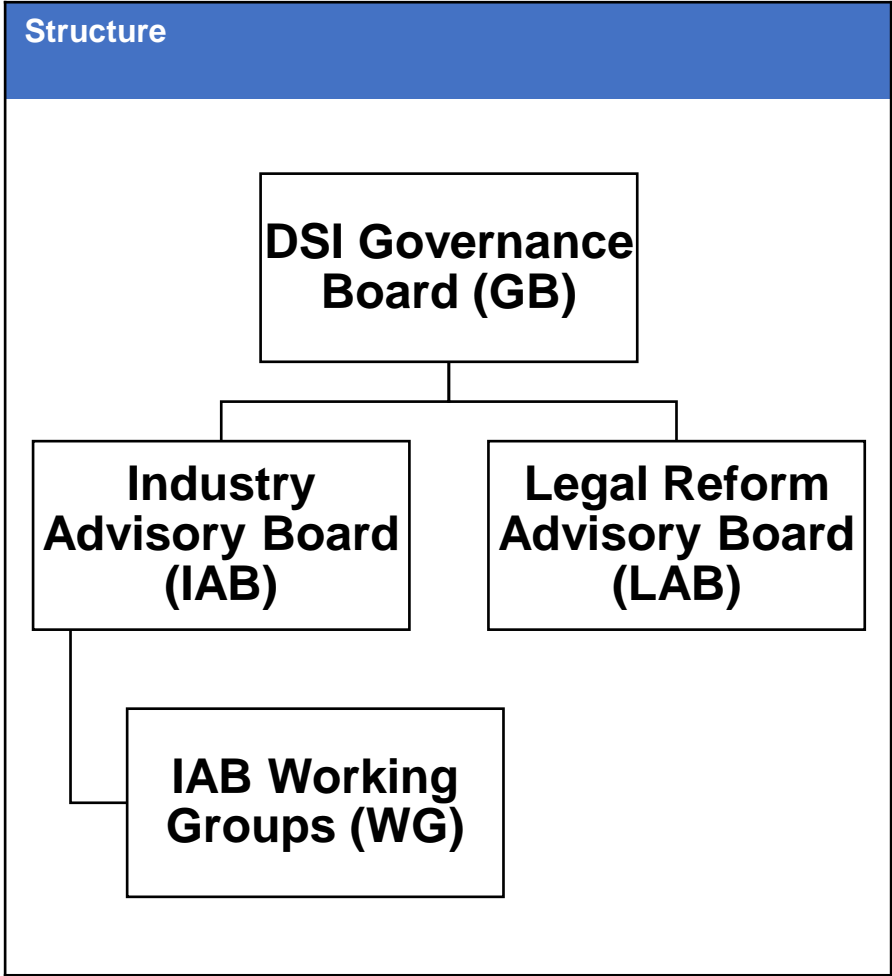 Structure
DSI Governance
Board (GB)
Industry
Advisory Board
(IAB)
Legal Reform
Advisory Board
(LAB)
IAB Working
Groups (WG)